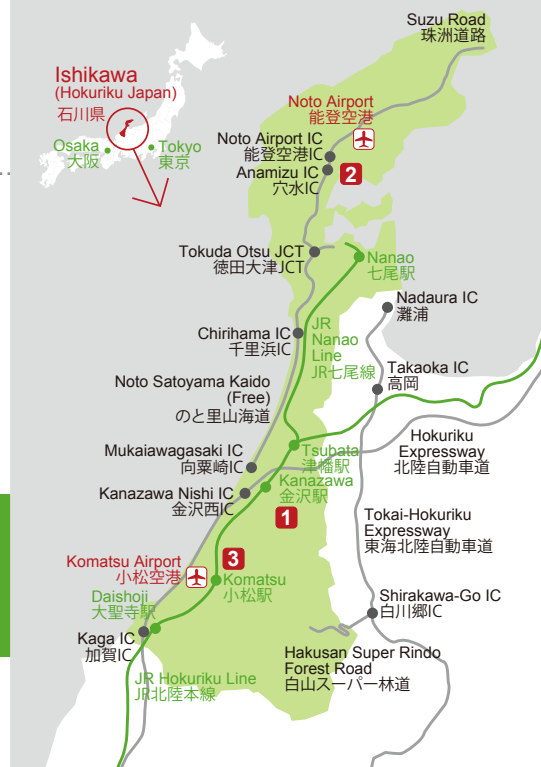 Suzu Road
珠洲道路
Ishikawa
(Hokuriku Japan)
石川県
Osaka
大阪
Tokyo
東京
Noto Airport
能登空港
Noto Airport IC
能登空港IC
Anamizu IC
穴水IC
2
Tokuda Otsu JCT
徳田大津JCT
Nanao
七尾駅
Nadaura IC
灘浦
Chirihama IC
千里浜IC
JR
Nanao
Line
JR七尾線
Takaoka IC
高岡
Noto Satoyama Kaido
(Free)
のと里山海道
Hokuriku
Expressway
北陸自動車道
Mukaiawagasaki IC
向粟崎IC
Tsubata
津幡駅
Kanazawa
金沢駅
Kanazawa Nishi IC
金沢西IC
1
Tokai-Hokuriku
Expressway
東海北陸自動車道
Komatsu Airport
小松空港
3
Komatsu
小松駅
Daishoji
大聖寺駅
Shirakawa-Go IC
白川郷IC
Kaga IC
加賀IC
Hakusan Super Rindo
Forest Road
白山スーパー林道
JR Hokuriku Line
JR北陸本線